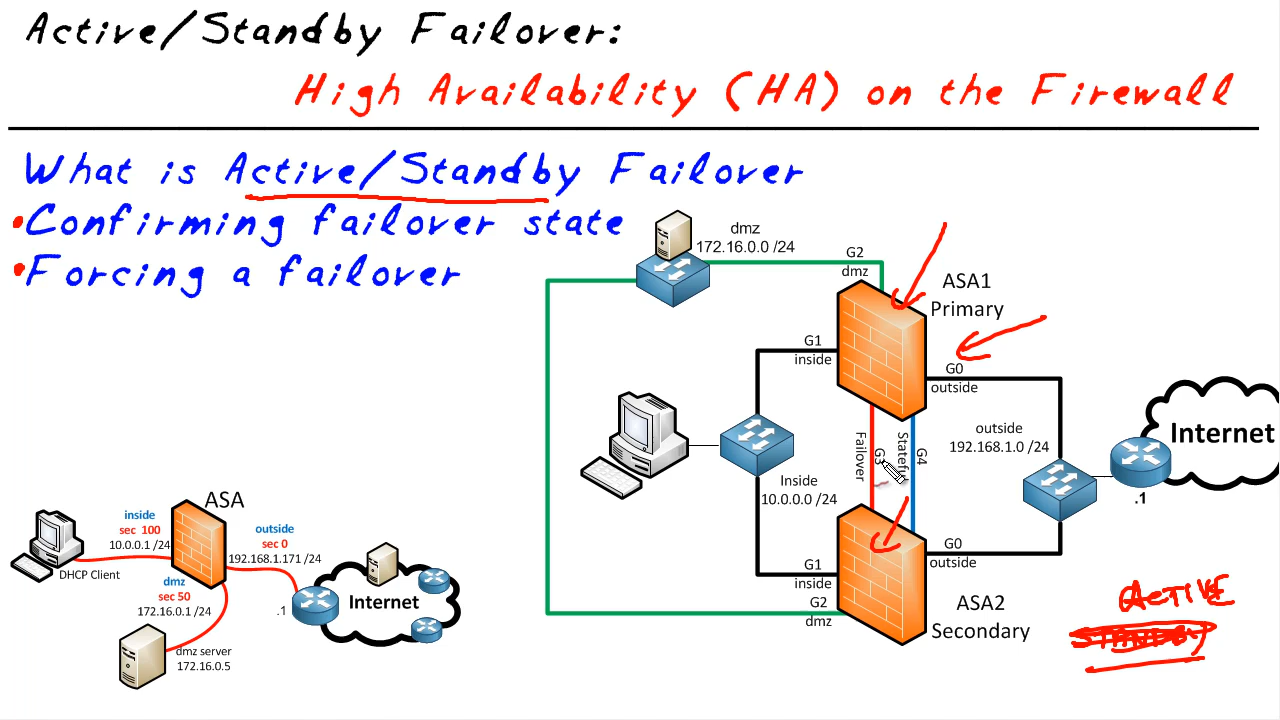 Active/Standby Failover:
High Availability (HA) on the Firewall
What is Active/Standby Failover
•Confirming failover state
•Forcing a failover
dmz
172.16.0.0 /24
G2
dmz
ASA1
Primary
G1
inside
G0
outside
Failover
G3
G4
outside
192.168.1.0 /24
Internet
.1
Inside
10.0.0.0 /24
G1
inside
G2
dmz
G0
outside
ASA2
Secondary
ACTIVE
STANDBY
ASA
inside
sec 100
10.0.0.1 /24
outside
sec 0
192.168.1.171 /24
DHCP Client
dmz
sec 50
172.16.0.1 /24
.1
Internet
dmz server
172.16.0.5